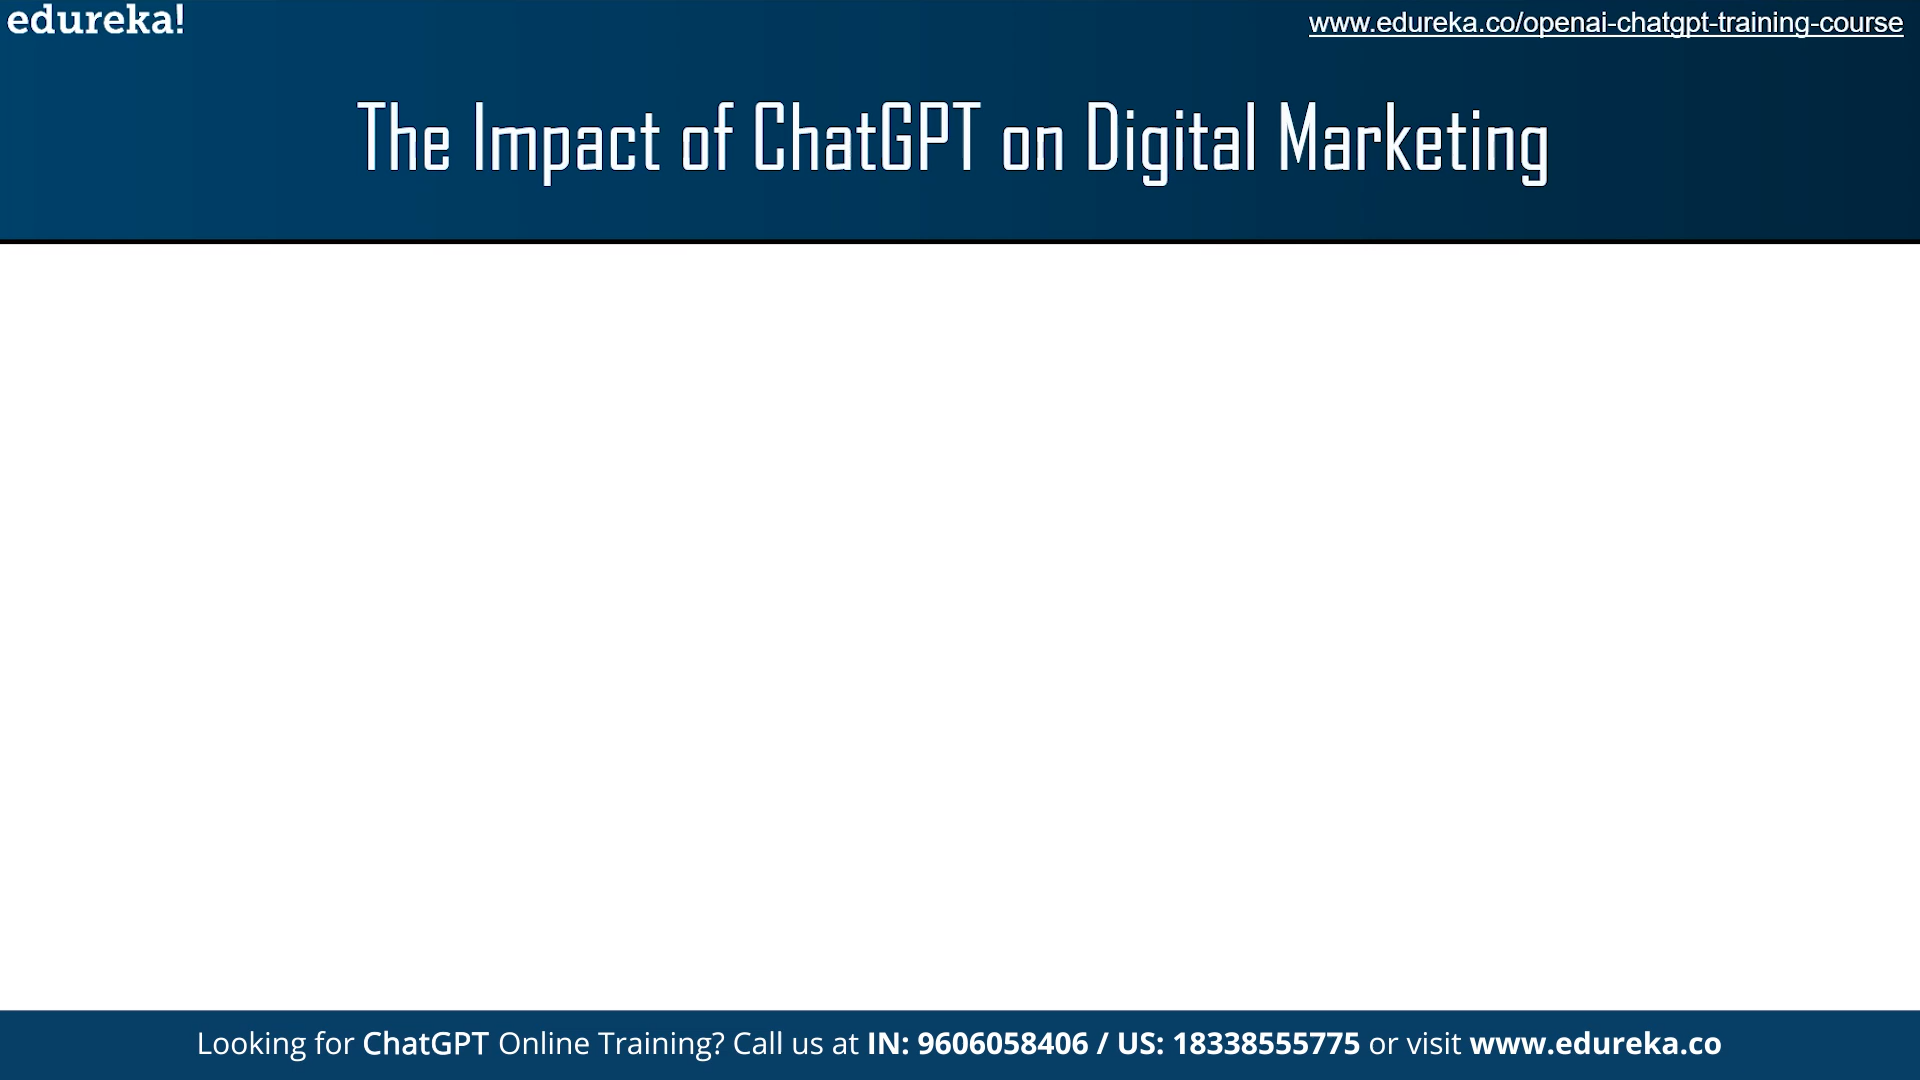 edureka!
www.edureka.co/openai-chatgpt-training-course
The Impact of ChatGPT on Digital Marketing
Looking for ChatGPT Online Training? Call us at IN: 9606058406 / US: 18338555775 or visit www.edureka.co